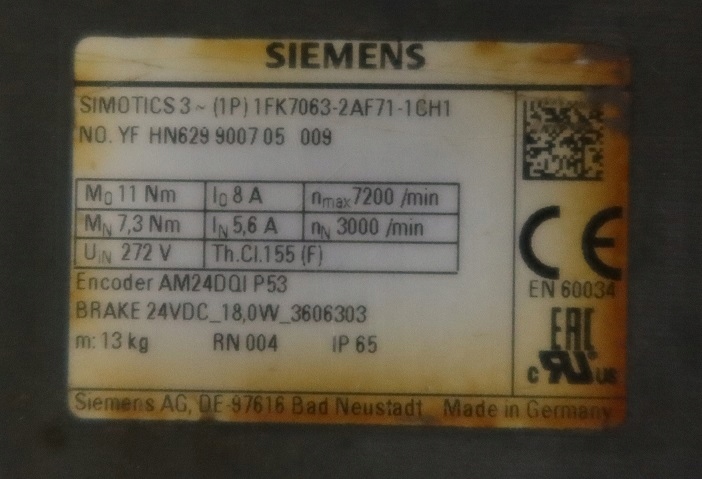 SIEMENS
SIMOTICS 3 ~ (1P) 1FK7063-2AF71-1CH1
NO. YF HN629 9007 05 009
M0 11 Nm I0 8 A nmax 7200 /min
MN 7,3 Nm IN 5,6 A nN 3000 /min
UIN 272 V Th.Cl.155 (F)
Encoder AM24DQI P53
BRAKE 24VDC_18,0W_3606303
m: 13 kg RN 004 IP 65
CE
EN 60034
EAC
c RU US
Siemens AG, DE-97616 Bad Neustadt Made in Germany